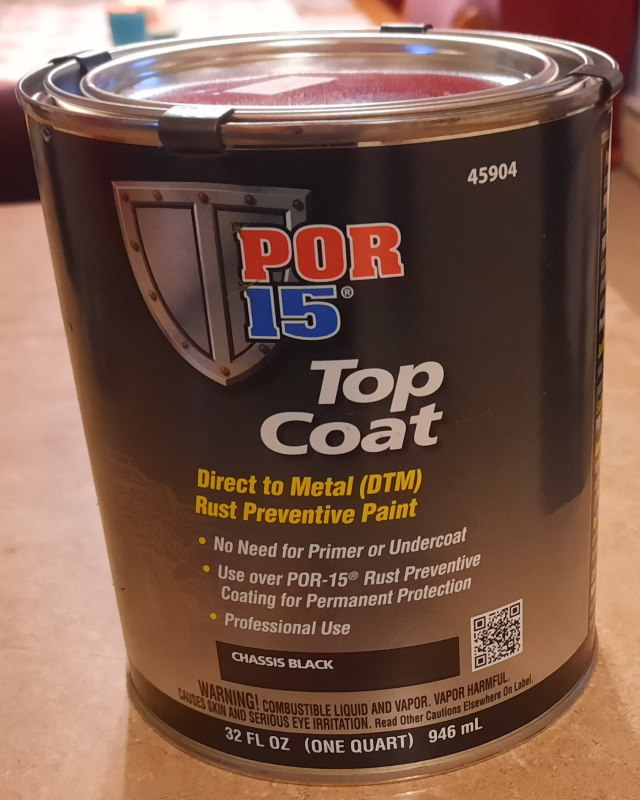 45904
POR
15®
Top
Coat
Direct to Metal (DTM)
Rust Preventive Paint
• No Need for Primer or Undercoat
• Use over POR-15® Rust Preventive
Coating for Permanent Protection
• Professional Use
CHASSIS BLACK
WARNING! COMBUSTIBLE LIQUID AND VAPOR. VAPOR HARMFUL.
CAUSES SKIN AND SERIOUS EYE IRRITATION. Read Other Cautions Elsewhere On Label.
32 FL OZ (ONE QUART) 946 mL